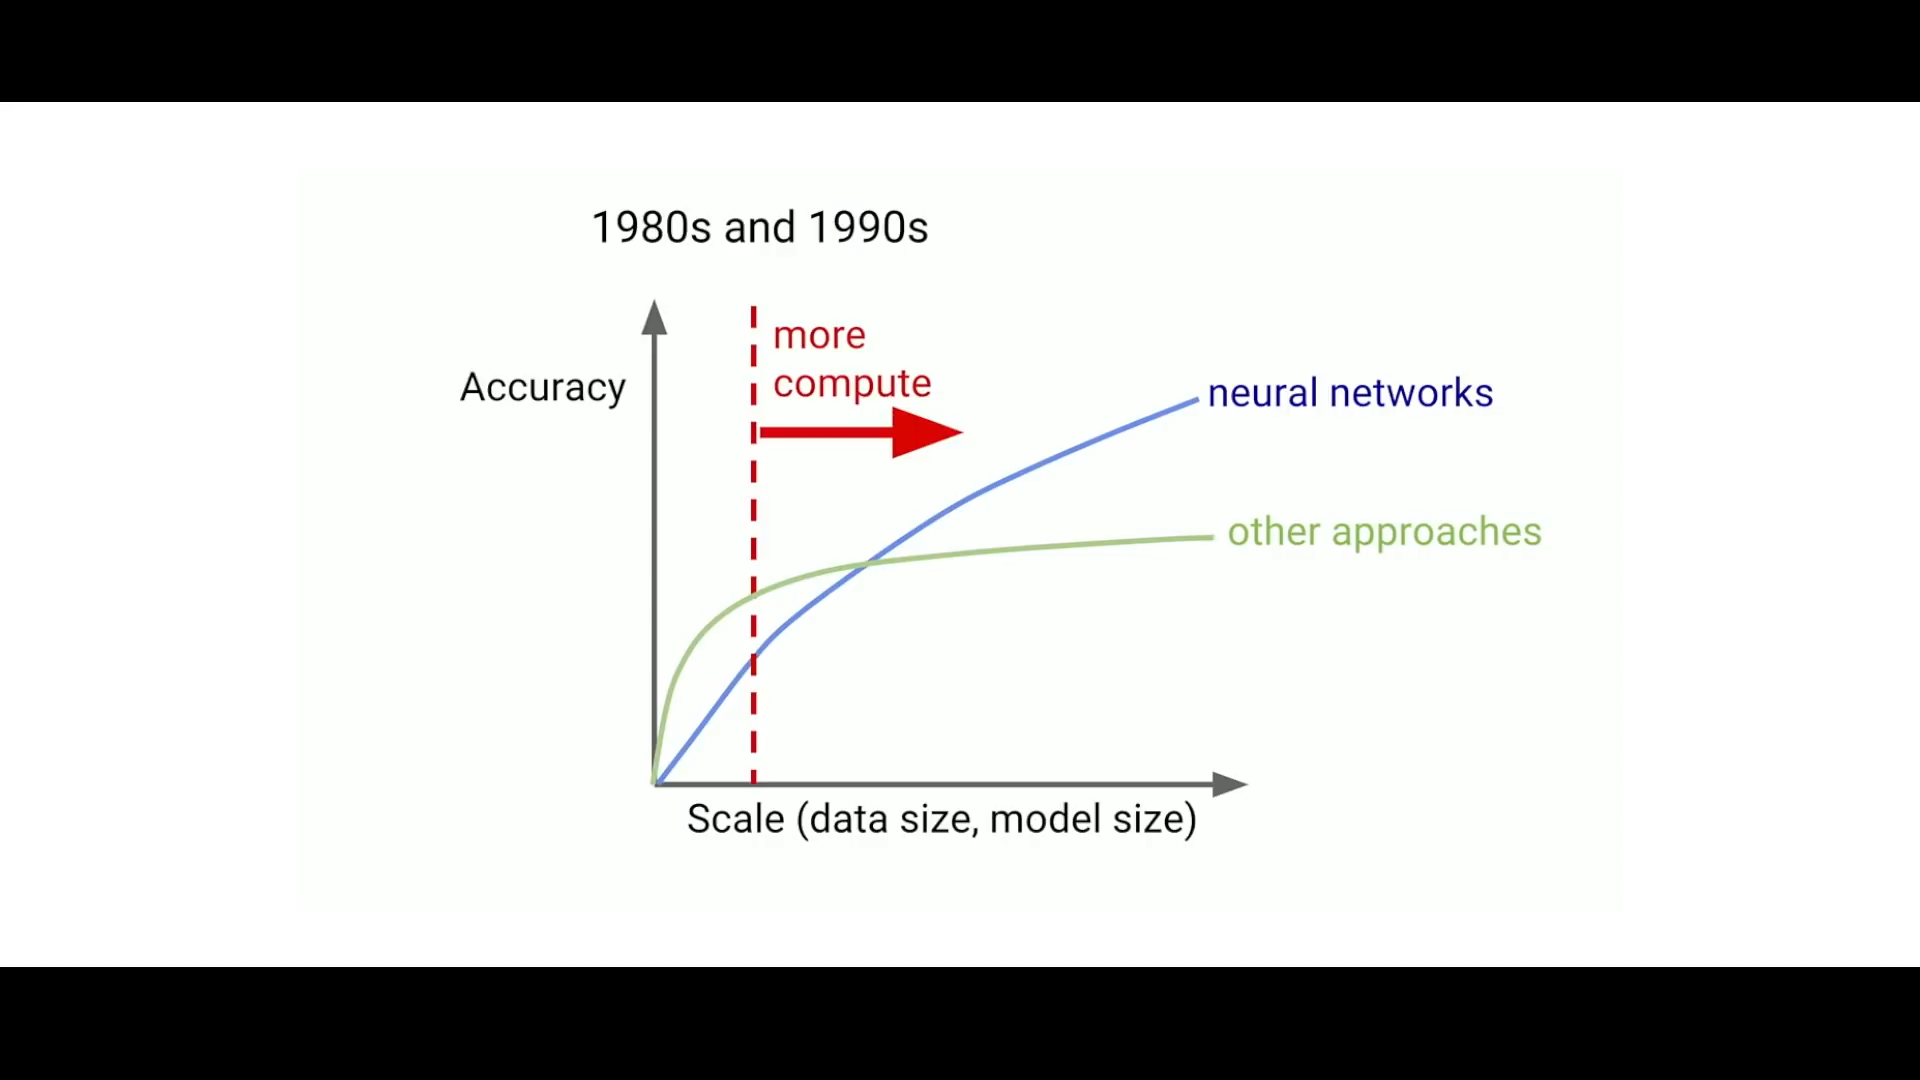 1980s and 1990s
more
compute
Accuracy
neural networks
other approaches
Scale (data size, model size)